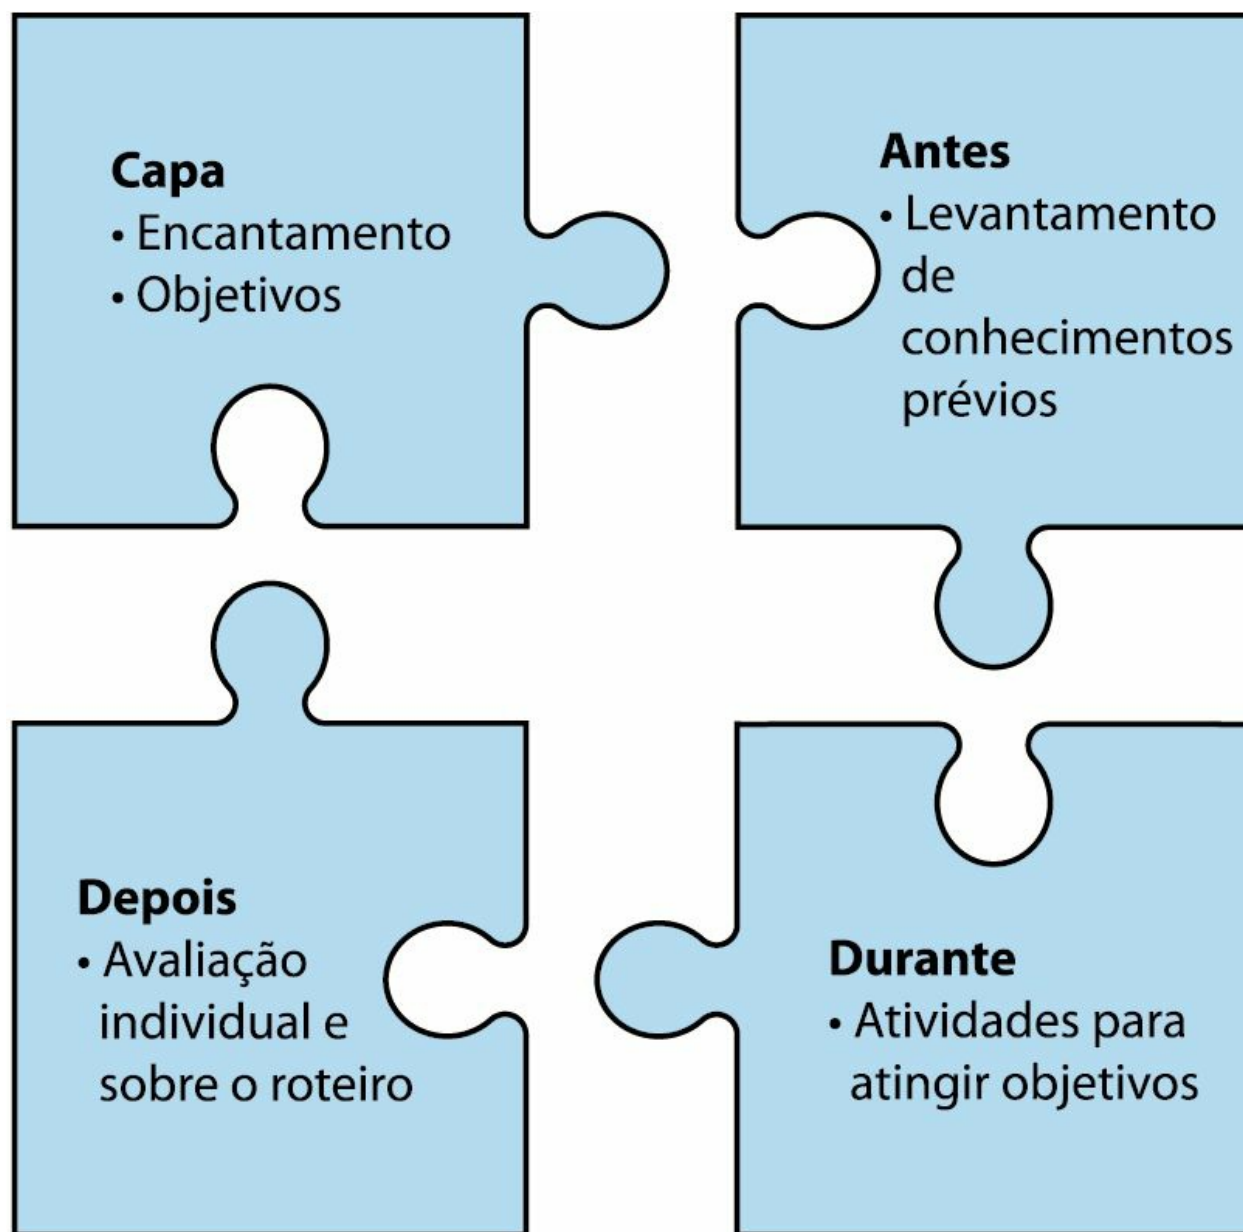 Capa
• Encantamento
• Objetivos
Antes
• Levantamento
de
conhecimentos
prévios
Depois
• Avaliação
individual e
sobre o roteiro
Durante
• Atividades para
atingir objetivos